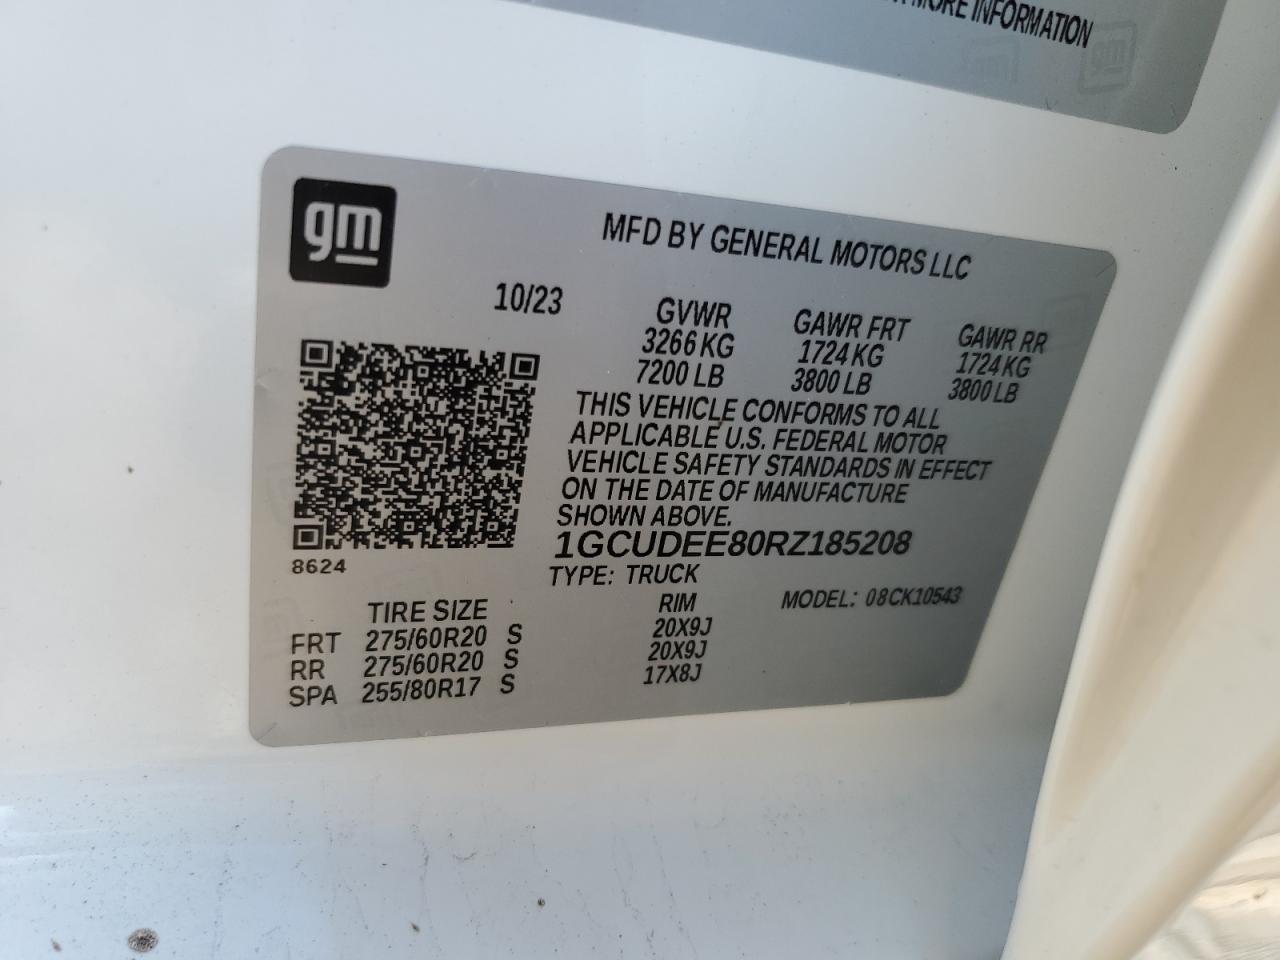 MORE INFORMATION
gm
gm
MFD BY GENERAL MOTORS LLC
10/23
GVWR GAWR FRT GAWR RR
3266 KG 1724 KG 1724 KG
7200 LB 3800 LB 3800 LB
THIS VEHICLE CONFORMS TO ALL
APPLICABLE U.S. FEDERAL MOTOR
VEHICLE SAFETY STANDARDS IN EFFECT
ON THE DATE OF MANUFACTURE
SHOWN ABOVE.
1GCUDEE80RZ185208
8624
TYPE: TRUCK
MODEL: 08CK10543
TIRE SIZE RIM
FRT 275/60R20 S 20X9J
RR 275/60R20 S 20X9J
SPA 255/80R17 S 17X8J